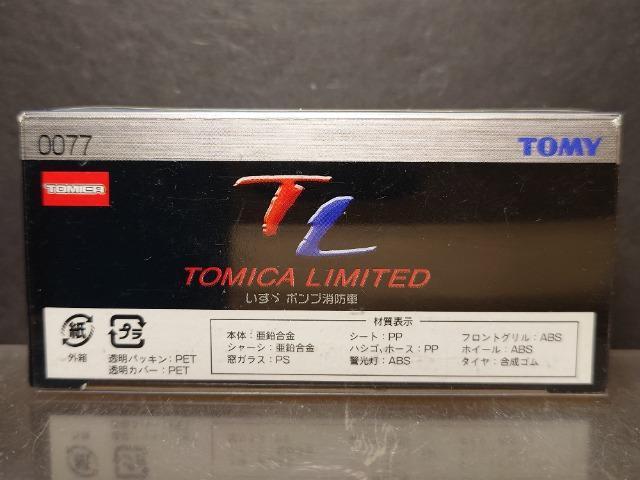 0077
TOMY
TOMICA
TL
TOMICA LIMITED
いすゞ ポンプ消防車
材質表示
紙
外箱
プラ
透明パッキン:PET
透明カバー:PET
本体:亜鉛合金
シャーシ:亜鉛合金
窓ガラス:PS
シート:PP
ハシゴ、ホース:PP
警光灯:ABS
フロントグリル:ABS
ホイール:ABS
タイヤ:合成ゴム